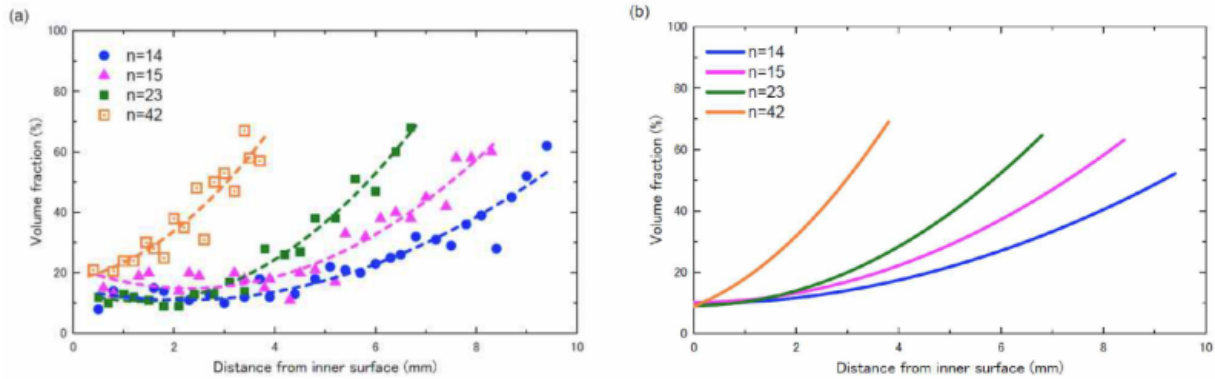 (a)
100
80
60
40
20
0
Volume fraction (%)
n=14
n=15
n=23
n=42
0 2 4 6 8 10
Distance from inner surface (mm)
(b)
100
80
60
40
20
0
Volume fraction (%)
n=14
n=15
n=23
n=42
0 2 4 6 8 10
Distance from inner surface (mm)